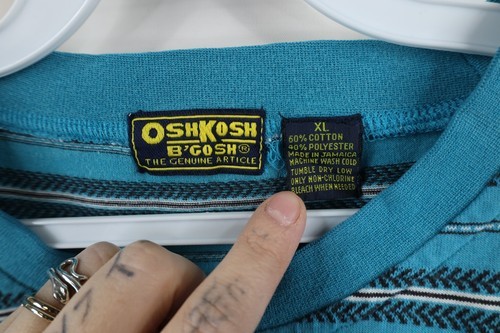 OSHKOSH
B'GOSH®
THE GENUINE ARTICLE
XL
60% COTTON
40% POLYESTER
MADE IN JAMAICA
MACHINE WASH COLD
TUMBLE DRY LOW
ONLY NON-CHLORINE
BLEACH WHEN NEEDED